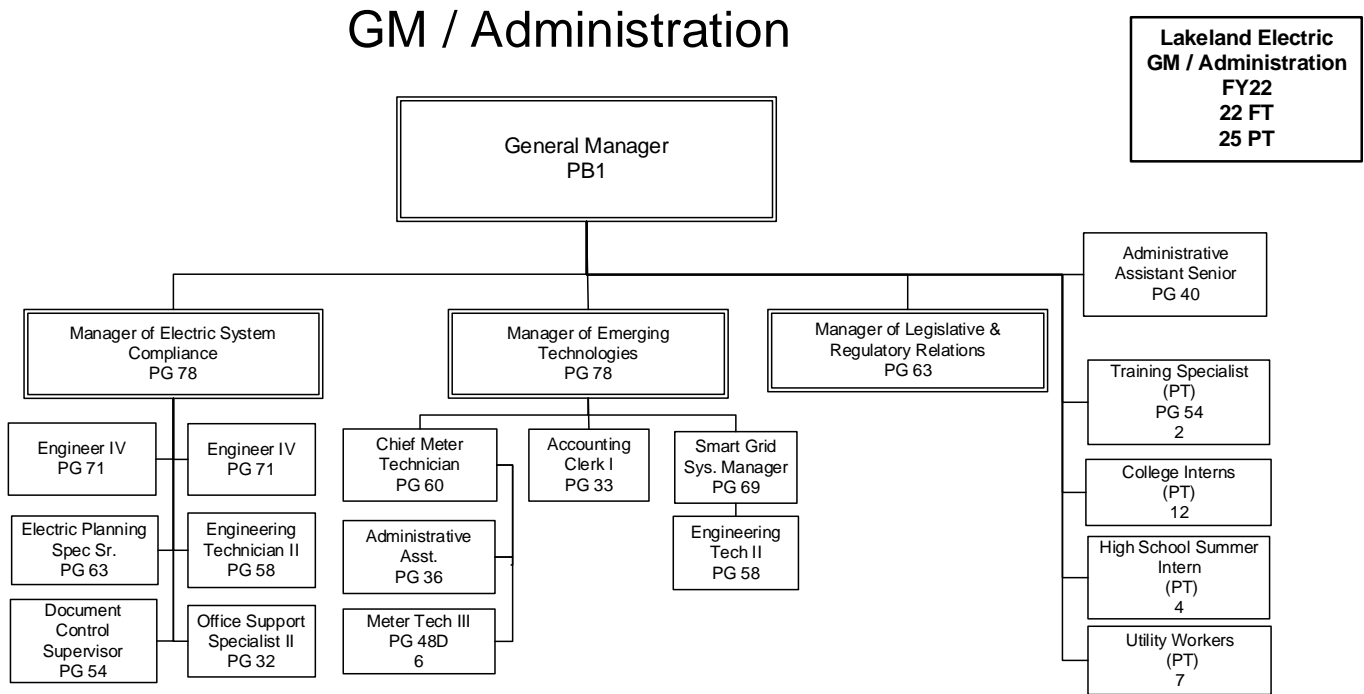 GM / Administration
Lakeland Electric
GM / Administration
FY22
22 FT
25 PT
General Manager
PB1
Administrative
Assistant Senior
PG 40
Manager of Electric System
Compliance
PG 78
Manager of Emerging
Technologies
PG 78
Manager of Legislative &
Regulatory Relations
PG 63
Training Specialist
(PT)
PG 54
2
Engineer IV
PG 71
Engineer IV
PG 71
Chief Meter
Technician
PG 60
Accounting
Clerk I
PG 33
Smart Grid
Sys. Manager
PG 69
College Interns
(PT)
12
Electric Planning
Spec Sr.
PG 63
Engineering
Technician II
PG 58
Administrative
Asst.
PG 36
Engineering
Tech II
PG 58
High School Summer
Intern
(PT)
4
Document
Control
Supervisor
PG 54
Office Support
Specialist II
PG 32
Meter Tech III
PG 48D
6
Utility Workers
(PT)
7